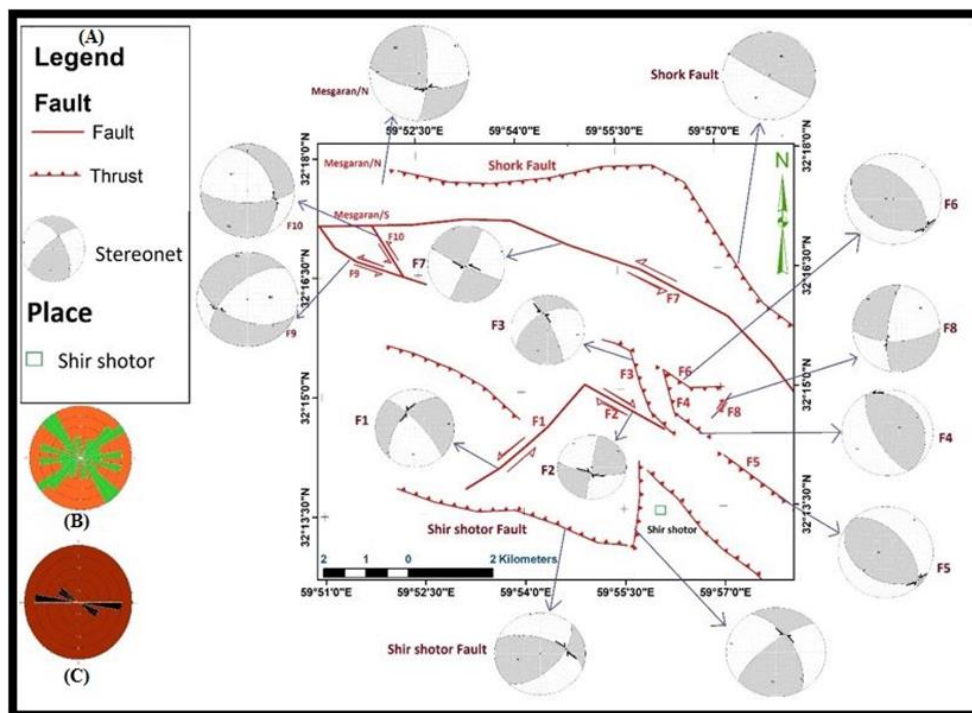 (A)
Legend
Fault
Fault
Thrust
Stereonet
Place
Shir shotor
(B)
(C)
Mesgaran/N
Shork Fault
59°52'30"E 59°54'0"E 59°55'30"E 59°57'0"E
32°18'0"N
32°18'0"N
Mesgaran/N
Shork Fault
N
F6
F10
Mesgaran/S
F10
F9
F7
F7
32°16'30"N
32°16'30"N
F9
F3
F8
F3
F6
F4
F8
32°15'0"N
32°15'0"N
F1
F1
F2
F4
F2
F5
32°13'30"N
32°13'30"N
Shir shotor Fault
Shir shotor
F5
2 1 0 2 Kilometers
59°51'0"E 59°52'30"E 59°54'0"E 59°55'30"E 59°57'0"E
Shir shotor Fault